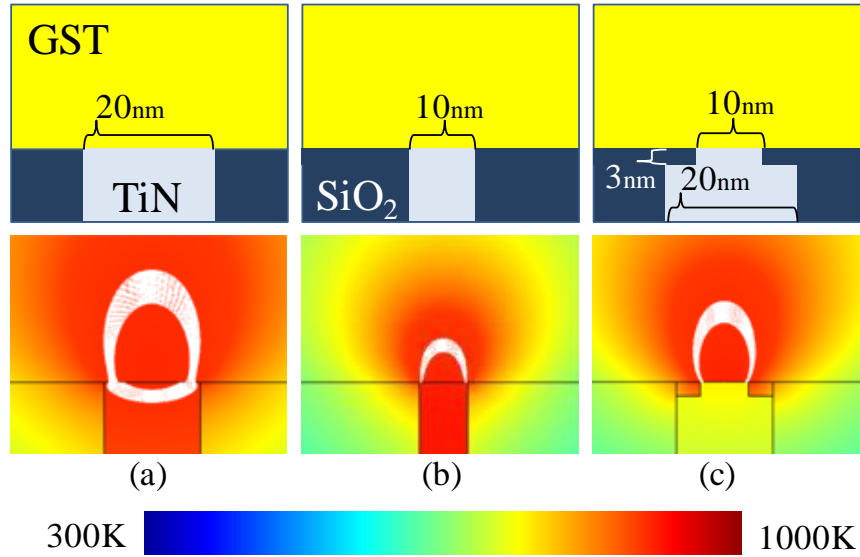 GST
20nm
TiN
10nm
SiO₂
10nm
3nm
20nm
(a)
(b)
(c)
300K
1000K